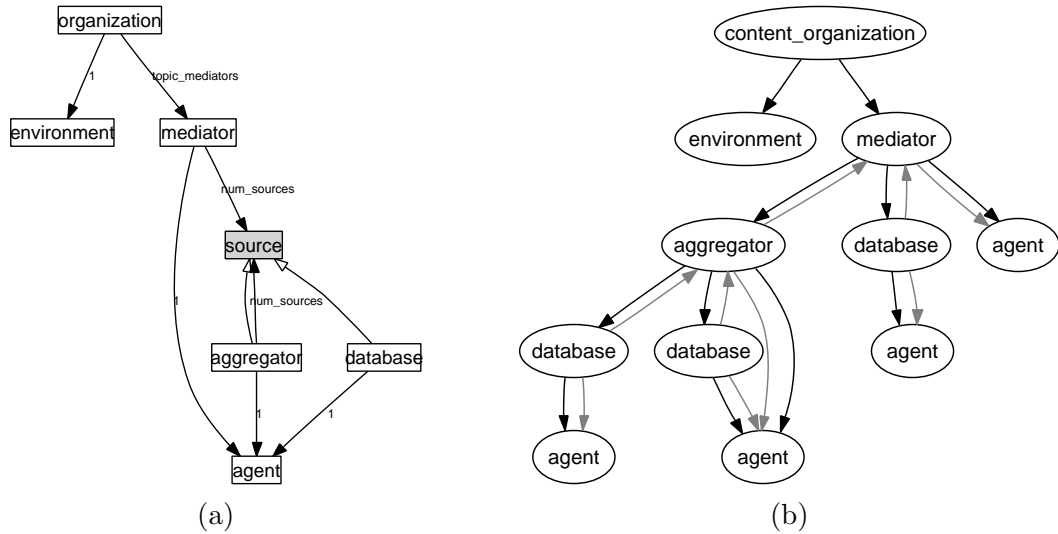 organization
1
topic_mediators
environment
mediator
num_sources
source
1
num_sources
aggregator
database
1
1
agent
(a)
content_organization
environment
mediator
aggregator
database
agent
database
database
agent
agent
agent
(b)